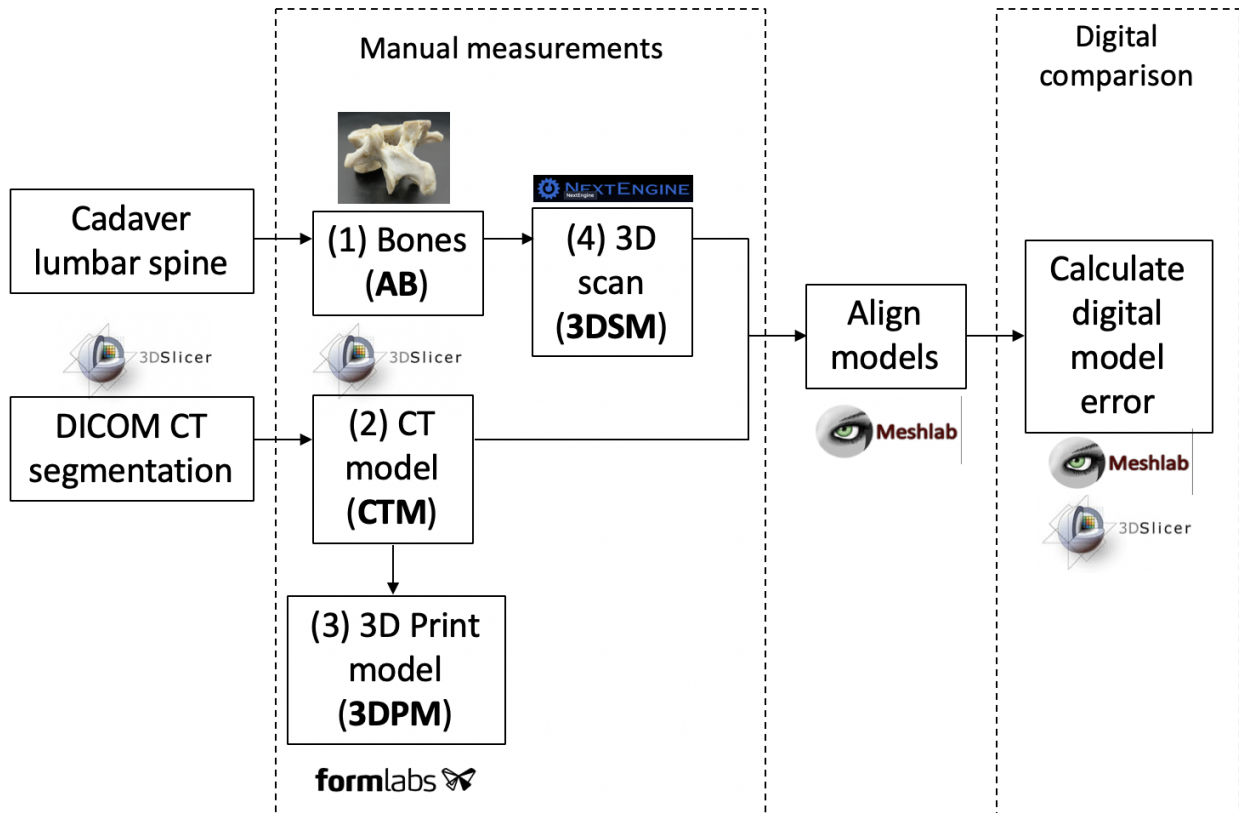 Manual measurements
Digital
comparison
Cadaver
lumbar spine
(1) Bones
(AB)
NEXTENGINE
NextEngine
(4) 3D
scan
(3DSM)
3DSlicer
3DSlicer
DICOM CT
segmentation
(2) CT
model
(CTM)
(3) 3D Print
model
(3DPM)
formlabs
Align
models
Meshlab
Calculate
digital
model
error
Meshlab
3DSlicer